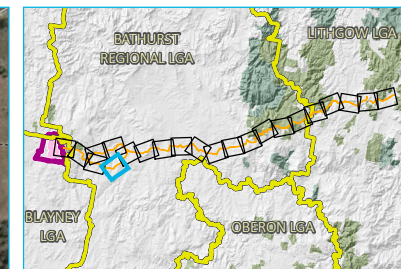 BATHURST
REGIONAL LGA
LITHGOW LGA
BLAYNEY
LGA
OBERON LGA